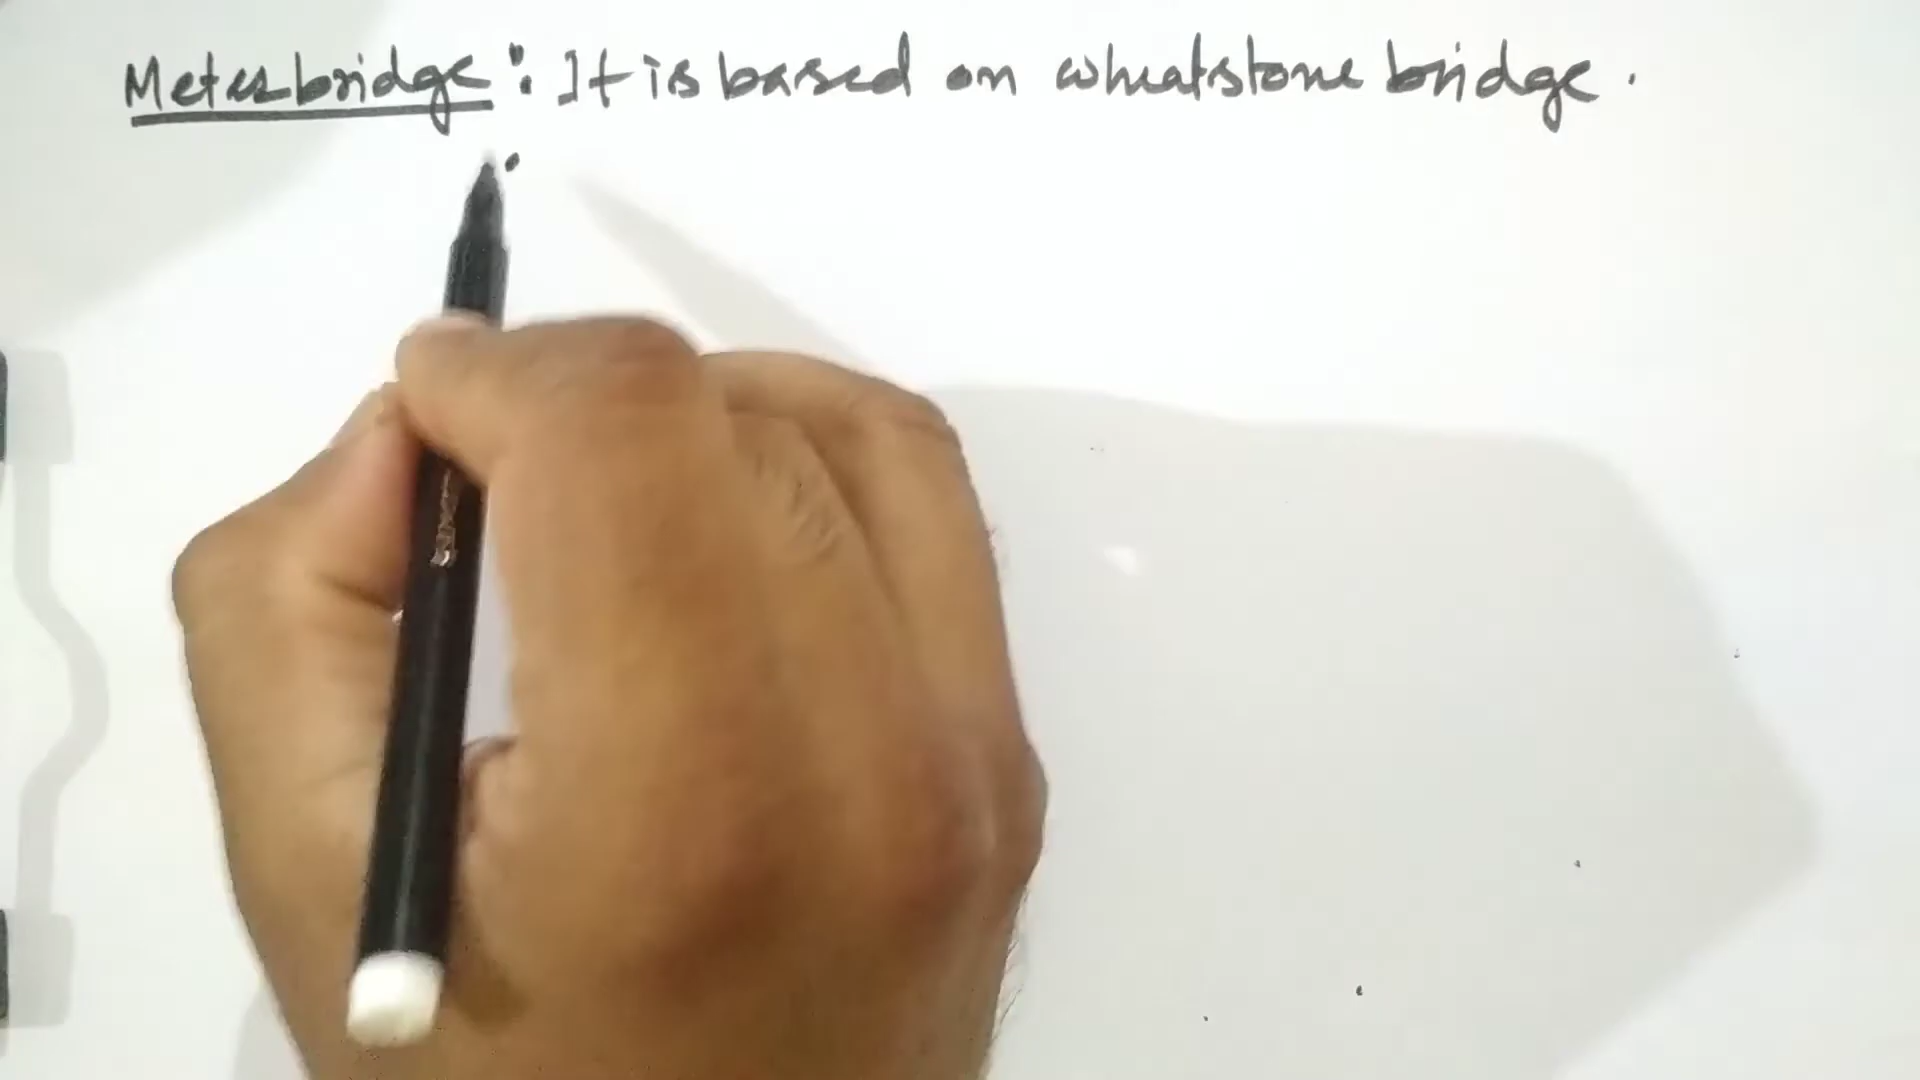 Meterbridge : It is based on wheatstone bridge.